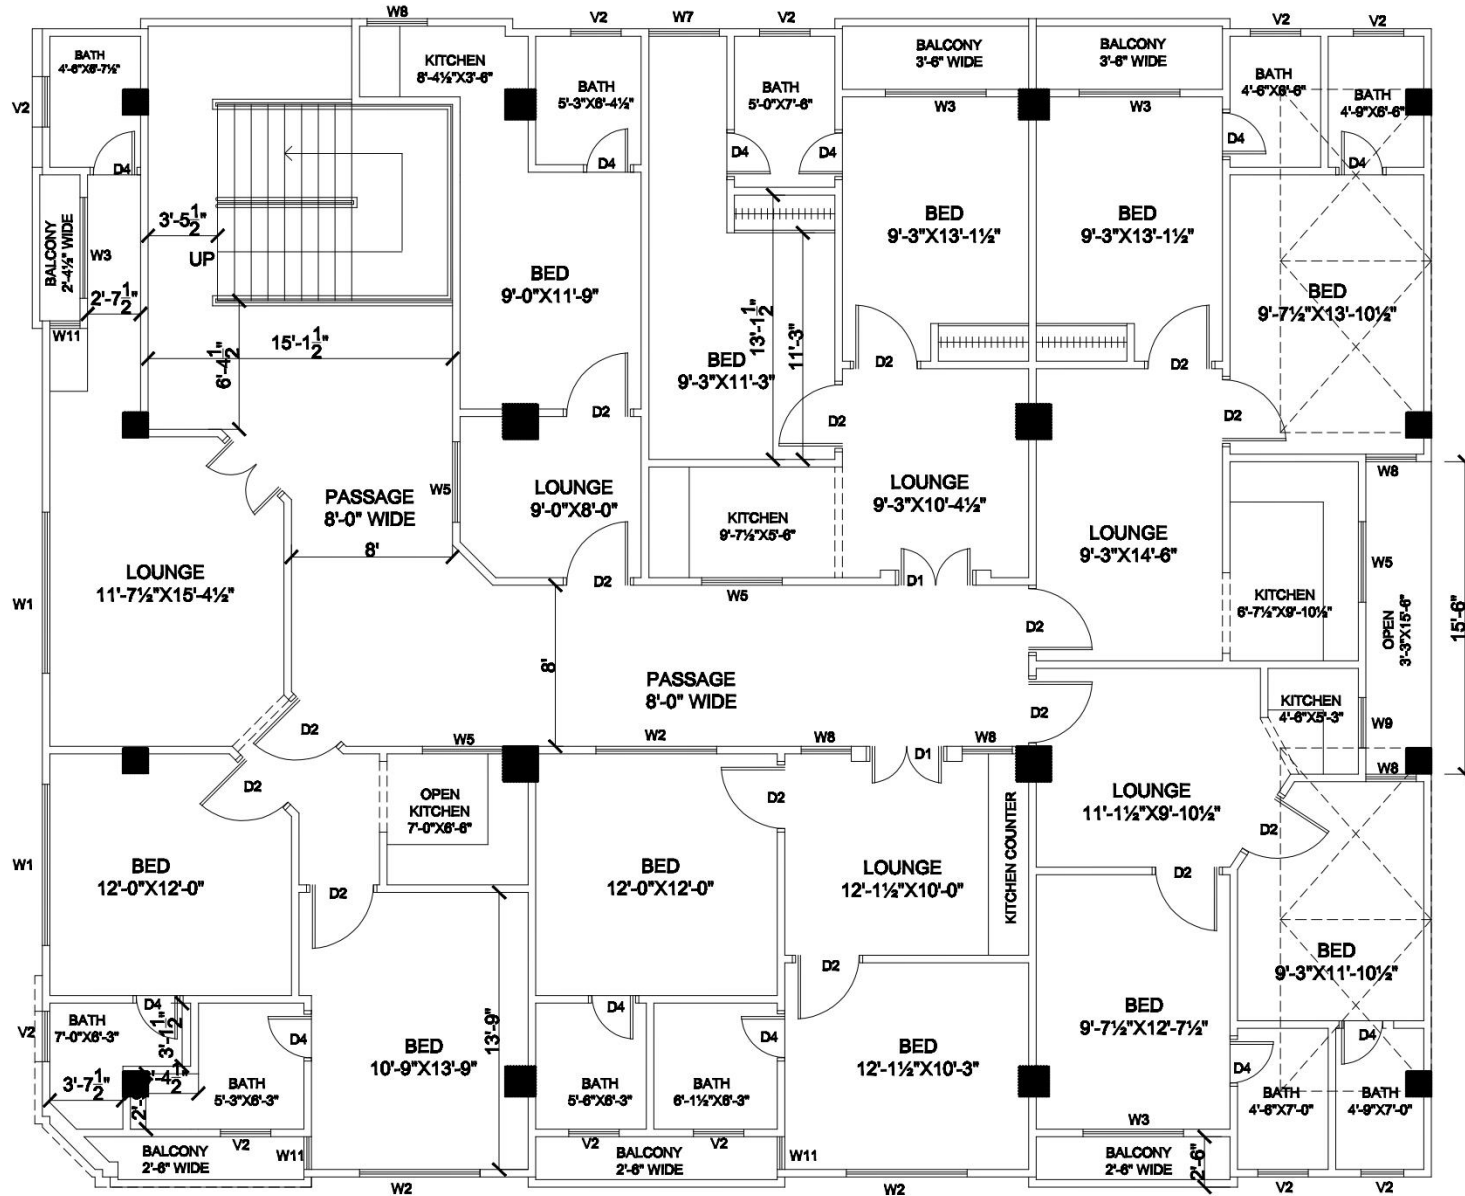 W8
V2
W7
V2
V2
V2
BATH
4'-6"X6'-7½"
KITCHEN
8'-4½"X3'-6"
BATH
5'-3"X6'-4½"
BATH
5'-0"X7'-6"
BALCONY
3'-6" WIDE
BALCONY
3'-6" WIDE
BATH
4'-6"X6'-6"
BATH
4'-9"X6'-6"
V2
W3
W3
D4
D4
D4
D4
D4
D4
BALCONY
2'-4½" WIDE
W3
2'-7½"
W11
3'-5½"
UP
15'-1½"
6'-4½"
BED
9'-0"X11'-9"
BED
9'-3"X11'-3"
13'-1½"
11'-3"
BED
9'-3"X13'-1½"
BED
9'-3"X13'-1½"
BED
9'-7½"X13'-10½"
D2
D2
D2
D2
D2
W8
PASSAGE
8'-0" WIDE
8'
W5
LOUNGE
9'-0"X8'-0"
D2
KITCHEN
9'-7½"X5'-6"
W5
LOUNGE
9'-3"X10'-4½"
D1
LOUNGE
9'-3"X14'-6"
KITCHEN
6'-7½"X9'-10½"
W5
OPEN
3'-3"X15'-6"
15'-6"
W1
LOUNGE
11'-7½"X15'-4½"
8'
PASSAGE
8'-0" WIDE
D2
D2
KITCHEN
4'-6"X5'-3"
W9
W8
D2
W5
W2
W8
D1
W8
D2
OPEN
KITCHEN
7'-0"X6'-6"
D2
KITCHEN COUNTER
LOUNGE
11'-1½"X9'-10½"
D2
D2
W1
BED
12'-0"X12'-0"
D2
BED
12'-0"X12'-0"
LOUNGE
12'-1½"X10'-0"
D2
BED
9'-3"X11'-10½"
V2
BATH
7'-0"X6'-3"
D4
3'-1½"
3'-7½"
BATH
5'-3"X6'-3"
D4
13'-9"
BED
10'-9"X13'-9"
D4
D4
BATH
5'-6"X6'-3"
BATH
6'-1½"X6'-3"
BED
12'-1½"X10'-3"
BED
9'-7½"X12'-7½"
D4
D4
BATH
4'-6"X7'-0"
BATH
4'-9"X7'-0"
BALCONY
2'-6" WIDE
V2
W11
W2
V2
V2
BALCONY
2'-6" WIDE
W11
W2
W3
BALCONY
2'-6" WIDE
2'-6"
V2
V2